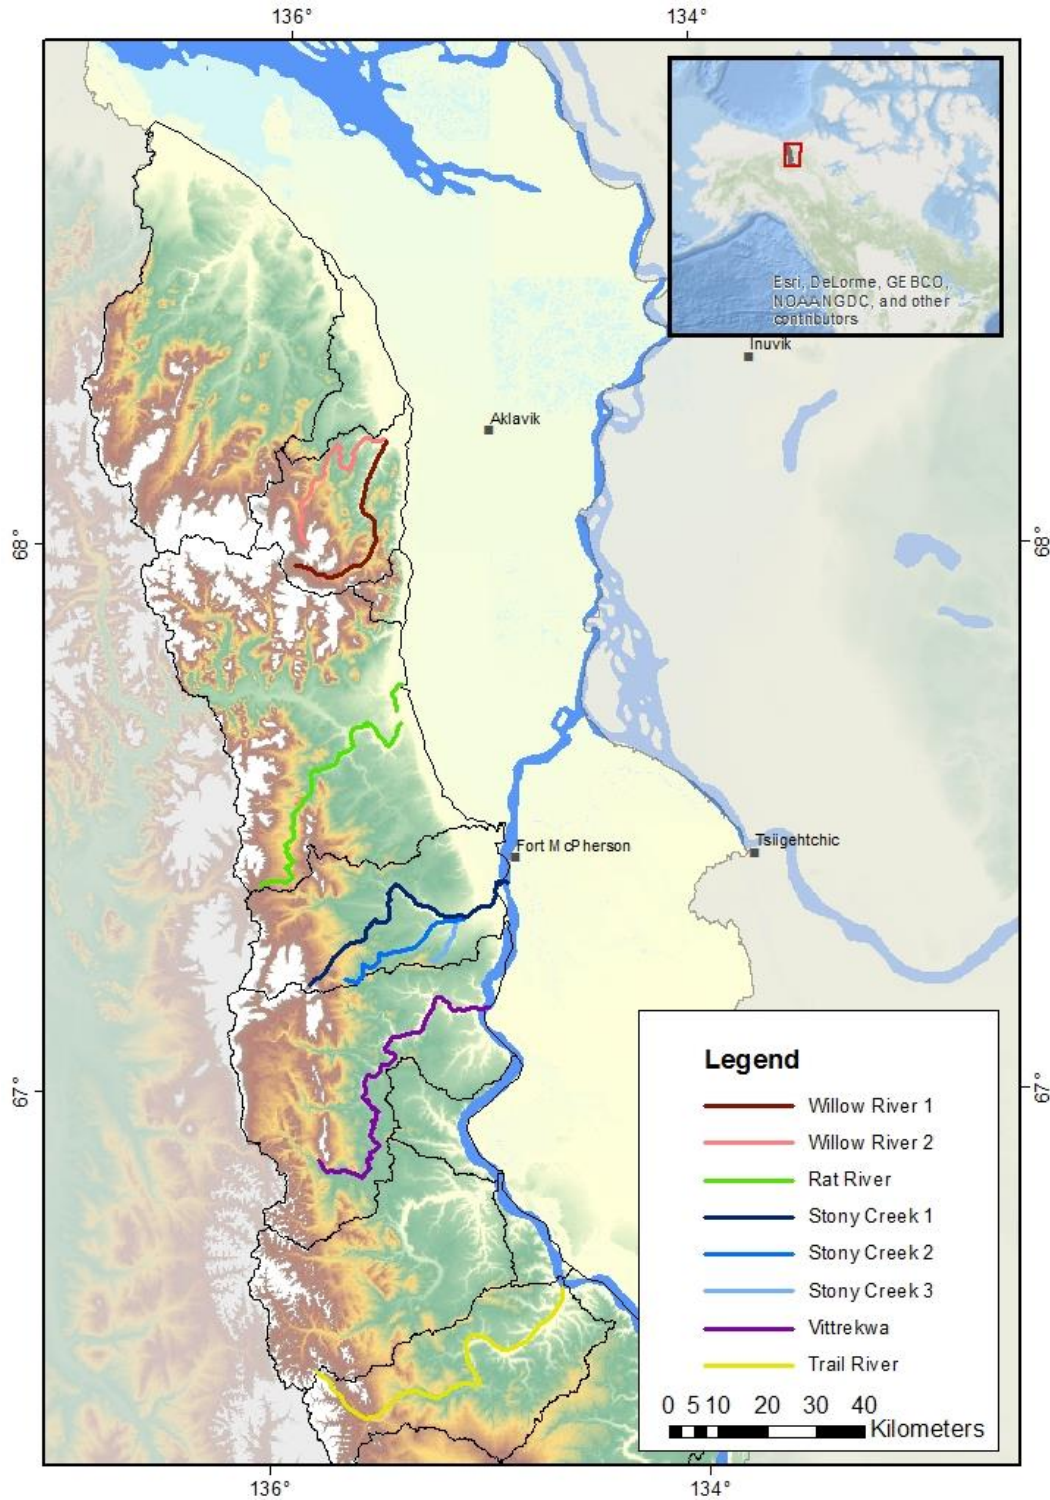 136° 134°
Esri, DeLorme, GEBCO,
NOAANGDC, and other
contributors
Inuvik
Aklavik
68° 68°
Fort McPherson
Tsiigehtchic
Legend
67° 67°
Willow River 1
Willow River 2
Rat River
Stony Creek 1
Stony Creek 2
Stony Creek 3
Vittrekwa
Trail River
0 5 10 20 30 40
Kilometers
136° 134°